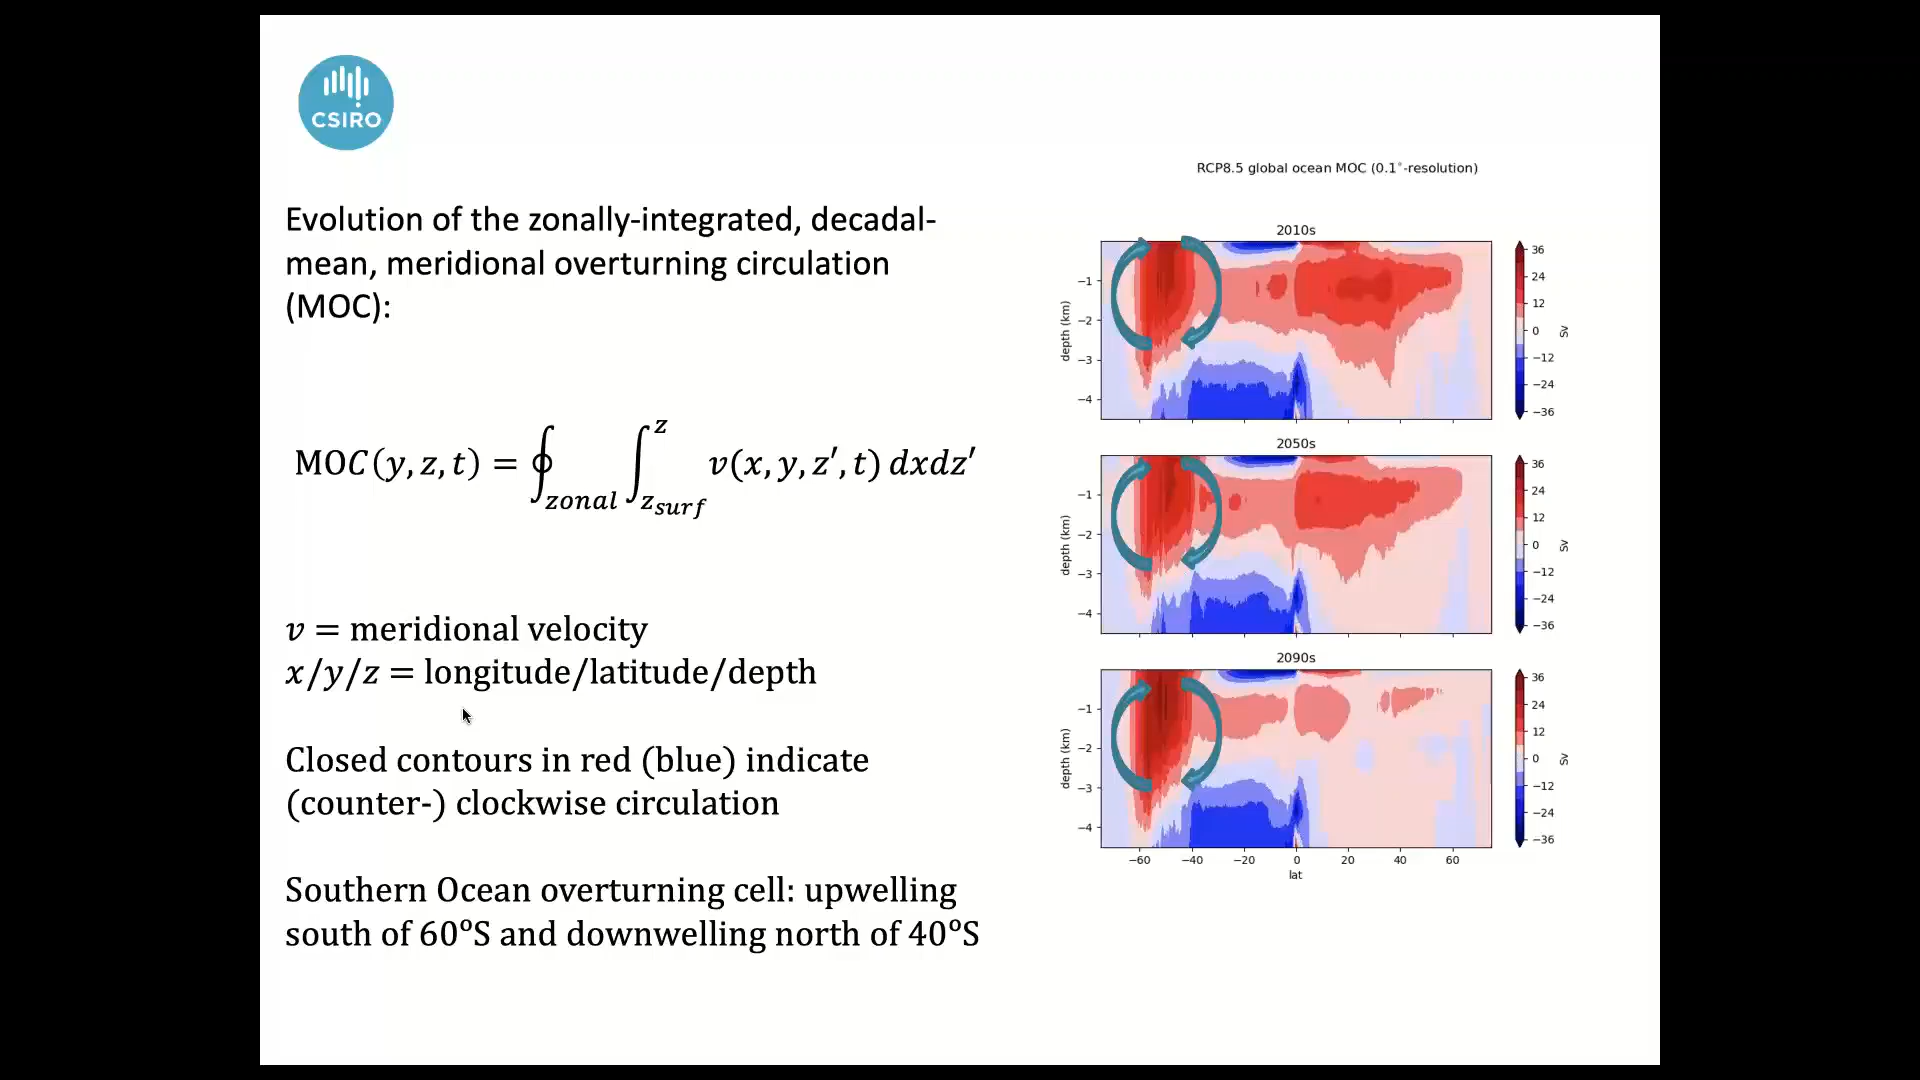 CSIRO
Evolution of the zonally-integrated, decadal-
mean, meridional overturning circulation
(MOC):
MOC(y, z, t) = ∮zonal ∫zsurf^z v(x, y, z′, t) dxdz′
v = meridional velocity
x/y/z = longitude/latitude/depth
Closed contours in red (blue) indicate
(counter-) clockwise circulation
Southern Ocean overturning cell: upwelling
south of 60°S and downwelling north of 40°S
RCP8.5 global ocean MOC (0.1°-resolution)
2010s
depth (km)
−1
−2
−3
−4
36
24
12
0
−12
−24
−36
Sv
2050s
depth (km)
−1
−2
−3
−4
36
24
12
0
−12
−24
−36
Sv
2090s
depth (km)
−1
−2
−3
−4
36
24
12
0
−12
−24
−36
Sv
−60 −40 −20 0 20 40 60
lat